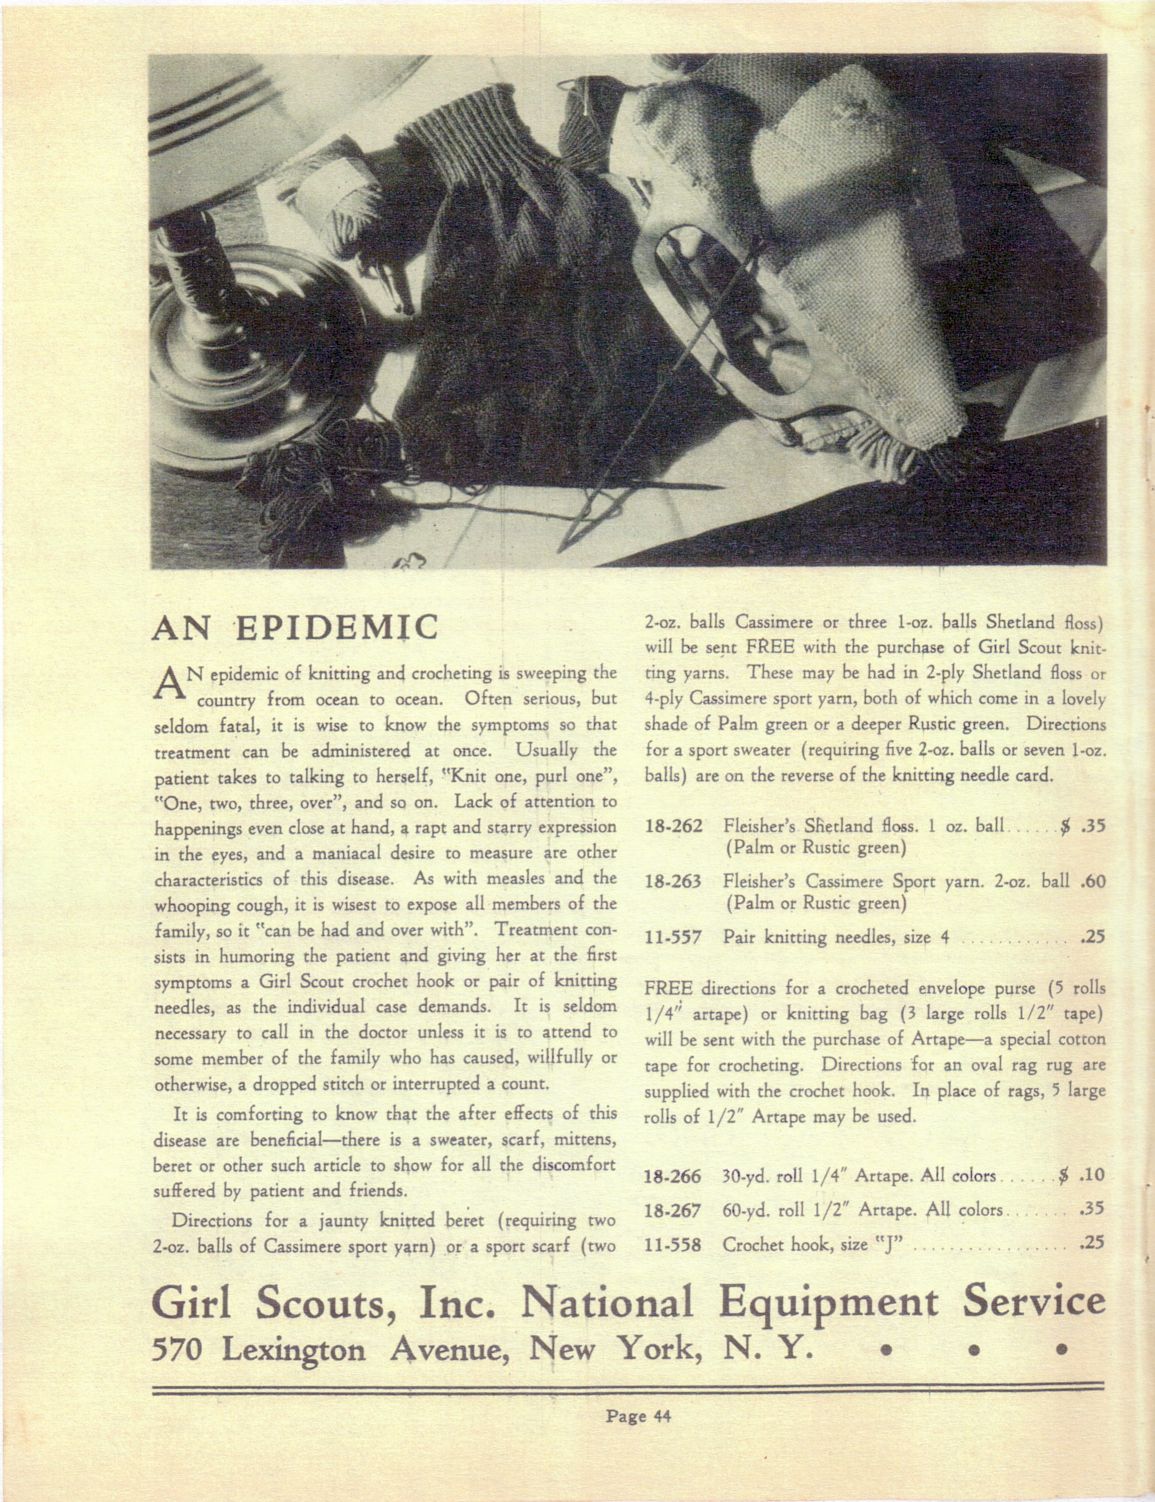 AN EPIDEMIC
AN epidemic of knitting and crocheting is sweeping the
country from ocean to ocean. Often serious, but
seldom fatal, it is wise to know the symptoms so that
treatment can be administered at once. Usually the
patient takes to talking to herself, "Knit one, purl one",
"One, two, three, over", and so on. Lack of attention to
happenings even close at hand, a rapt and starry expression
in the eyes, and a maniacal desire to measure are other
characteristics of this disease. As with measles and the
whooping cough, it is wisest to expose all members of the
family, so it "can be had and over with". Treatment con-
sists in humoring the patient and giving her at the first
symptoms a Girl Scout crochet hook or pair of knitting
needles, as the individual case demands. It is seldom
necessary to call in the doctor unless it is to attend to
some member of the family who has caused, willfully or
otherwise, a dropped stitch or interrupted a count.
It is comforting to know that the after effects of this
disease are beneficial—there is a sweater, scarf, mittens,
beret or other such article to show for all the discomfort
suffered by patient and friends.
Directions for a jaunty knitted beret (requiring two
2-oz. balls of Cassimere sport yarn) or a sport scarf (two
2-oz. balls Cassimere or three 1-oz. balls Shetland floss)
will be sent FREE with the purchase of Girl Scout knit-
ting yarns. These may be had in 2-ply Shetland floss or
4-ply Cassimere sport yarn, both of which come in a lovely
shade of Palm green or a deeper Rustic green. Directions
for a sport sweater (requiring five 2-oz. balls or seven 1-oz.
balls) are on the reverse of the knitting needle card.
18-262 Fleisher's Shetland floss. 1 oz. ball......$ .35
(Palm or Rustic green)
18-263 Fleisher's Cassimere Sport yarn. 2-oz. ball .60
(Palm or Rustic green)
11-557 Pair knitting needles, size 4 ............ .25
FREE directions for a crocheted envelope purse (5 rolls
1/4" artape) or knitting bag (3 large rolls 1/2" tape)
will be sent with the purchase of Artape—a special cotton
tape for crocheting. Directions for an oval rag rug are
supplied with the crochet hook. In place of rags, 5 large
rolls of 1/2" Artape may be used.
18-266 30-yd. roll 1/4" Artape. All colors......$ .10
18-267 60-yd. roll 1/2" Artape. All colors........ .35
11-558 Crochet hook, size "J" ................. .25
Girl Scouts, Inc. National Equipment Service
570 Lexington Avenue, New York, N. Y. • • •
Page 44